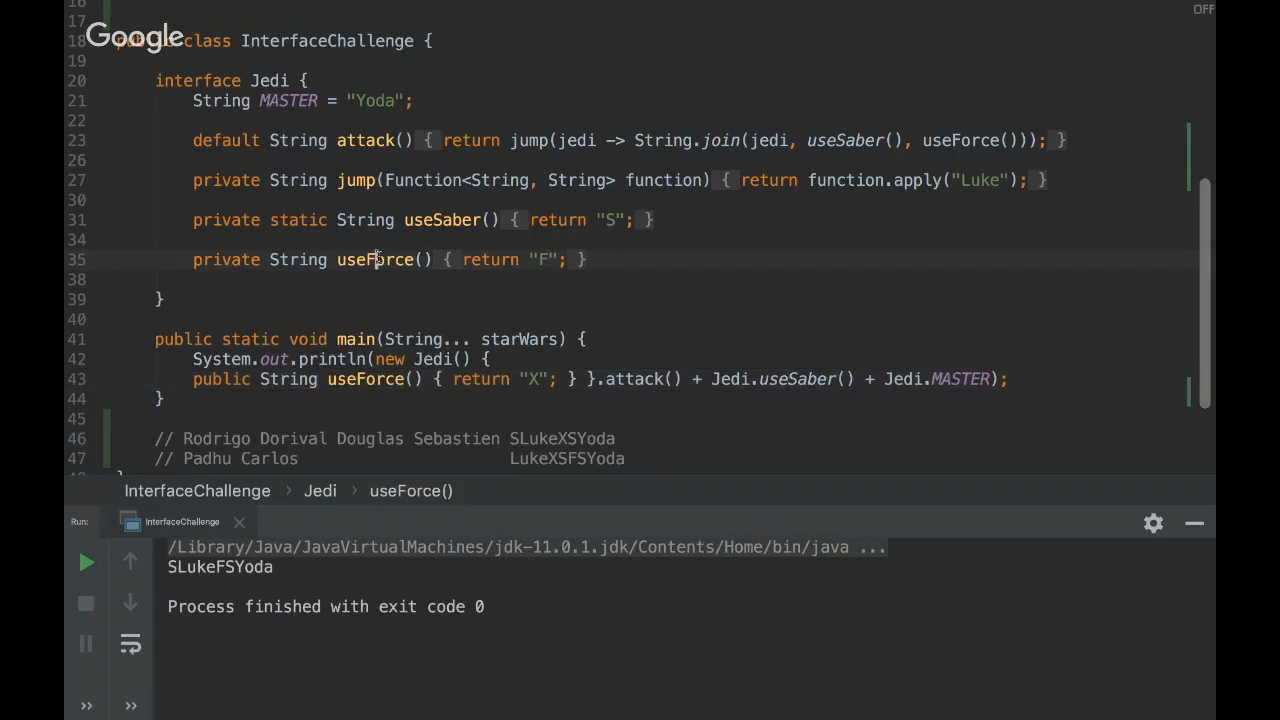 16
OFF
17
Google
18 public class InterfaceChallenge {
19
20 interface Jedi {
21 String MASTER = "Yoda";
22
23 default String attack() { return jump(jedi -> String.join(jedi, useSaber(), useForce())); }
26
27 private String jump(Function<String, String> function) { return function.apply("Luke"); }
30
31 private static String useSaber() { return "S"; }
34
35 private String useForce() { return "F"; }
38
39 }
40
41 public static void main(String... starWars) {
42 System.out.println(new Jedi() {
43 public String useForce() { return "X"; } }.attack() + Jedi.useSaber() + Jedi.MASTER);
44 }
45
46 // Rodrigo Dorival Douglas Sebastien SLukeXSYoda
47 // Padhu Carlos LukeXSFSYoda
48 }
InterfaceChallenge › Jedi › useForce()
Run: InterfaceChallenge
/Library/Java/JavaVirtualMachines/jdk-11.0.1.jdk/Contents/Home/bin/java ...
SLukeFSYoda
Process finished with exit code 0